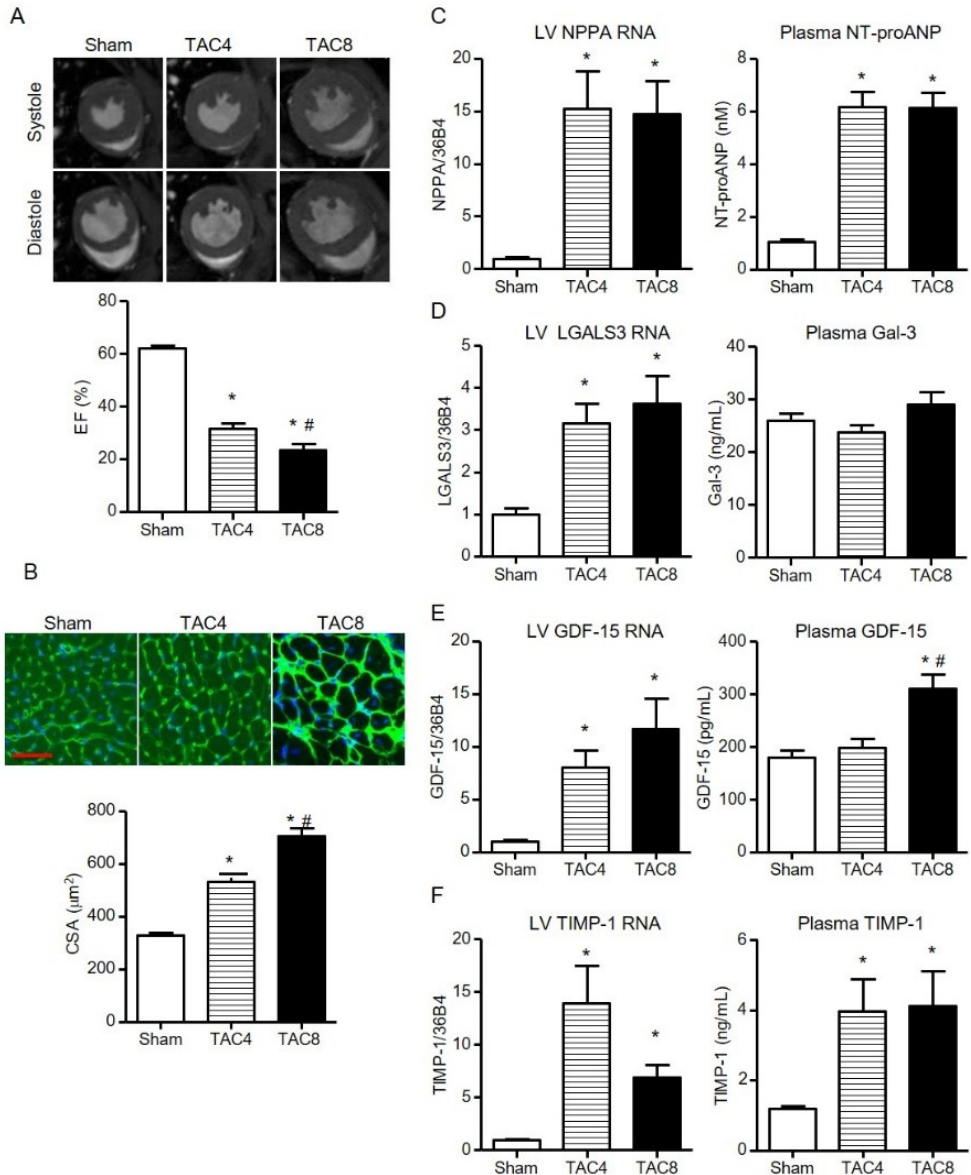 A
Sham TAC4 TAC8
Systole
Diastole
80
60
40
20
0
EF (%)
*
* #
Sham TAC4 TAC8
B
Sham TAC4 TAC8
800
600
400
200
0
CSA (μm²)
*
* #
Sham TAC4 TAC8
C
LV NPPA RNA
20
15
10
5
0
NPPA/36B4
* *
Sham TAC4 TAC8
Plasma NT-proANP
8
6
4
2
0
NT-proANP (nM)
* *
Sham TAC4 TAC8
D
LV LGALS3 RNA
5
4
3
2
1
0
LGALS3/36B4
* *
Sham TAC4 TAC8
Plasma Gal-3
40
30
20
10
0
Gal-3 (ng/mL)
Sham TAC4 TAC8
E
LV GDF-15 RNA
20
15
10
5
0
GDF-15/36B4
* *
Sham TAC4 TAC8
Plasma GDF-15
400
300
200
100
0
GDF-15 (pg/mL)
* #
Sham TAC4 TAC8
F
LV TIMP-1 RNA
20
15
10
5
0
TIMP-1/36B4
* *
Sham TAC4 TAC8
Plasma TIMP-1
6
4
2
0
TIMP-1 (ng/mL)
* *
Sham TAC4 TAC8